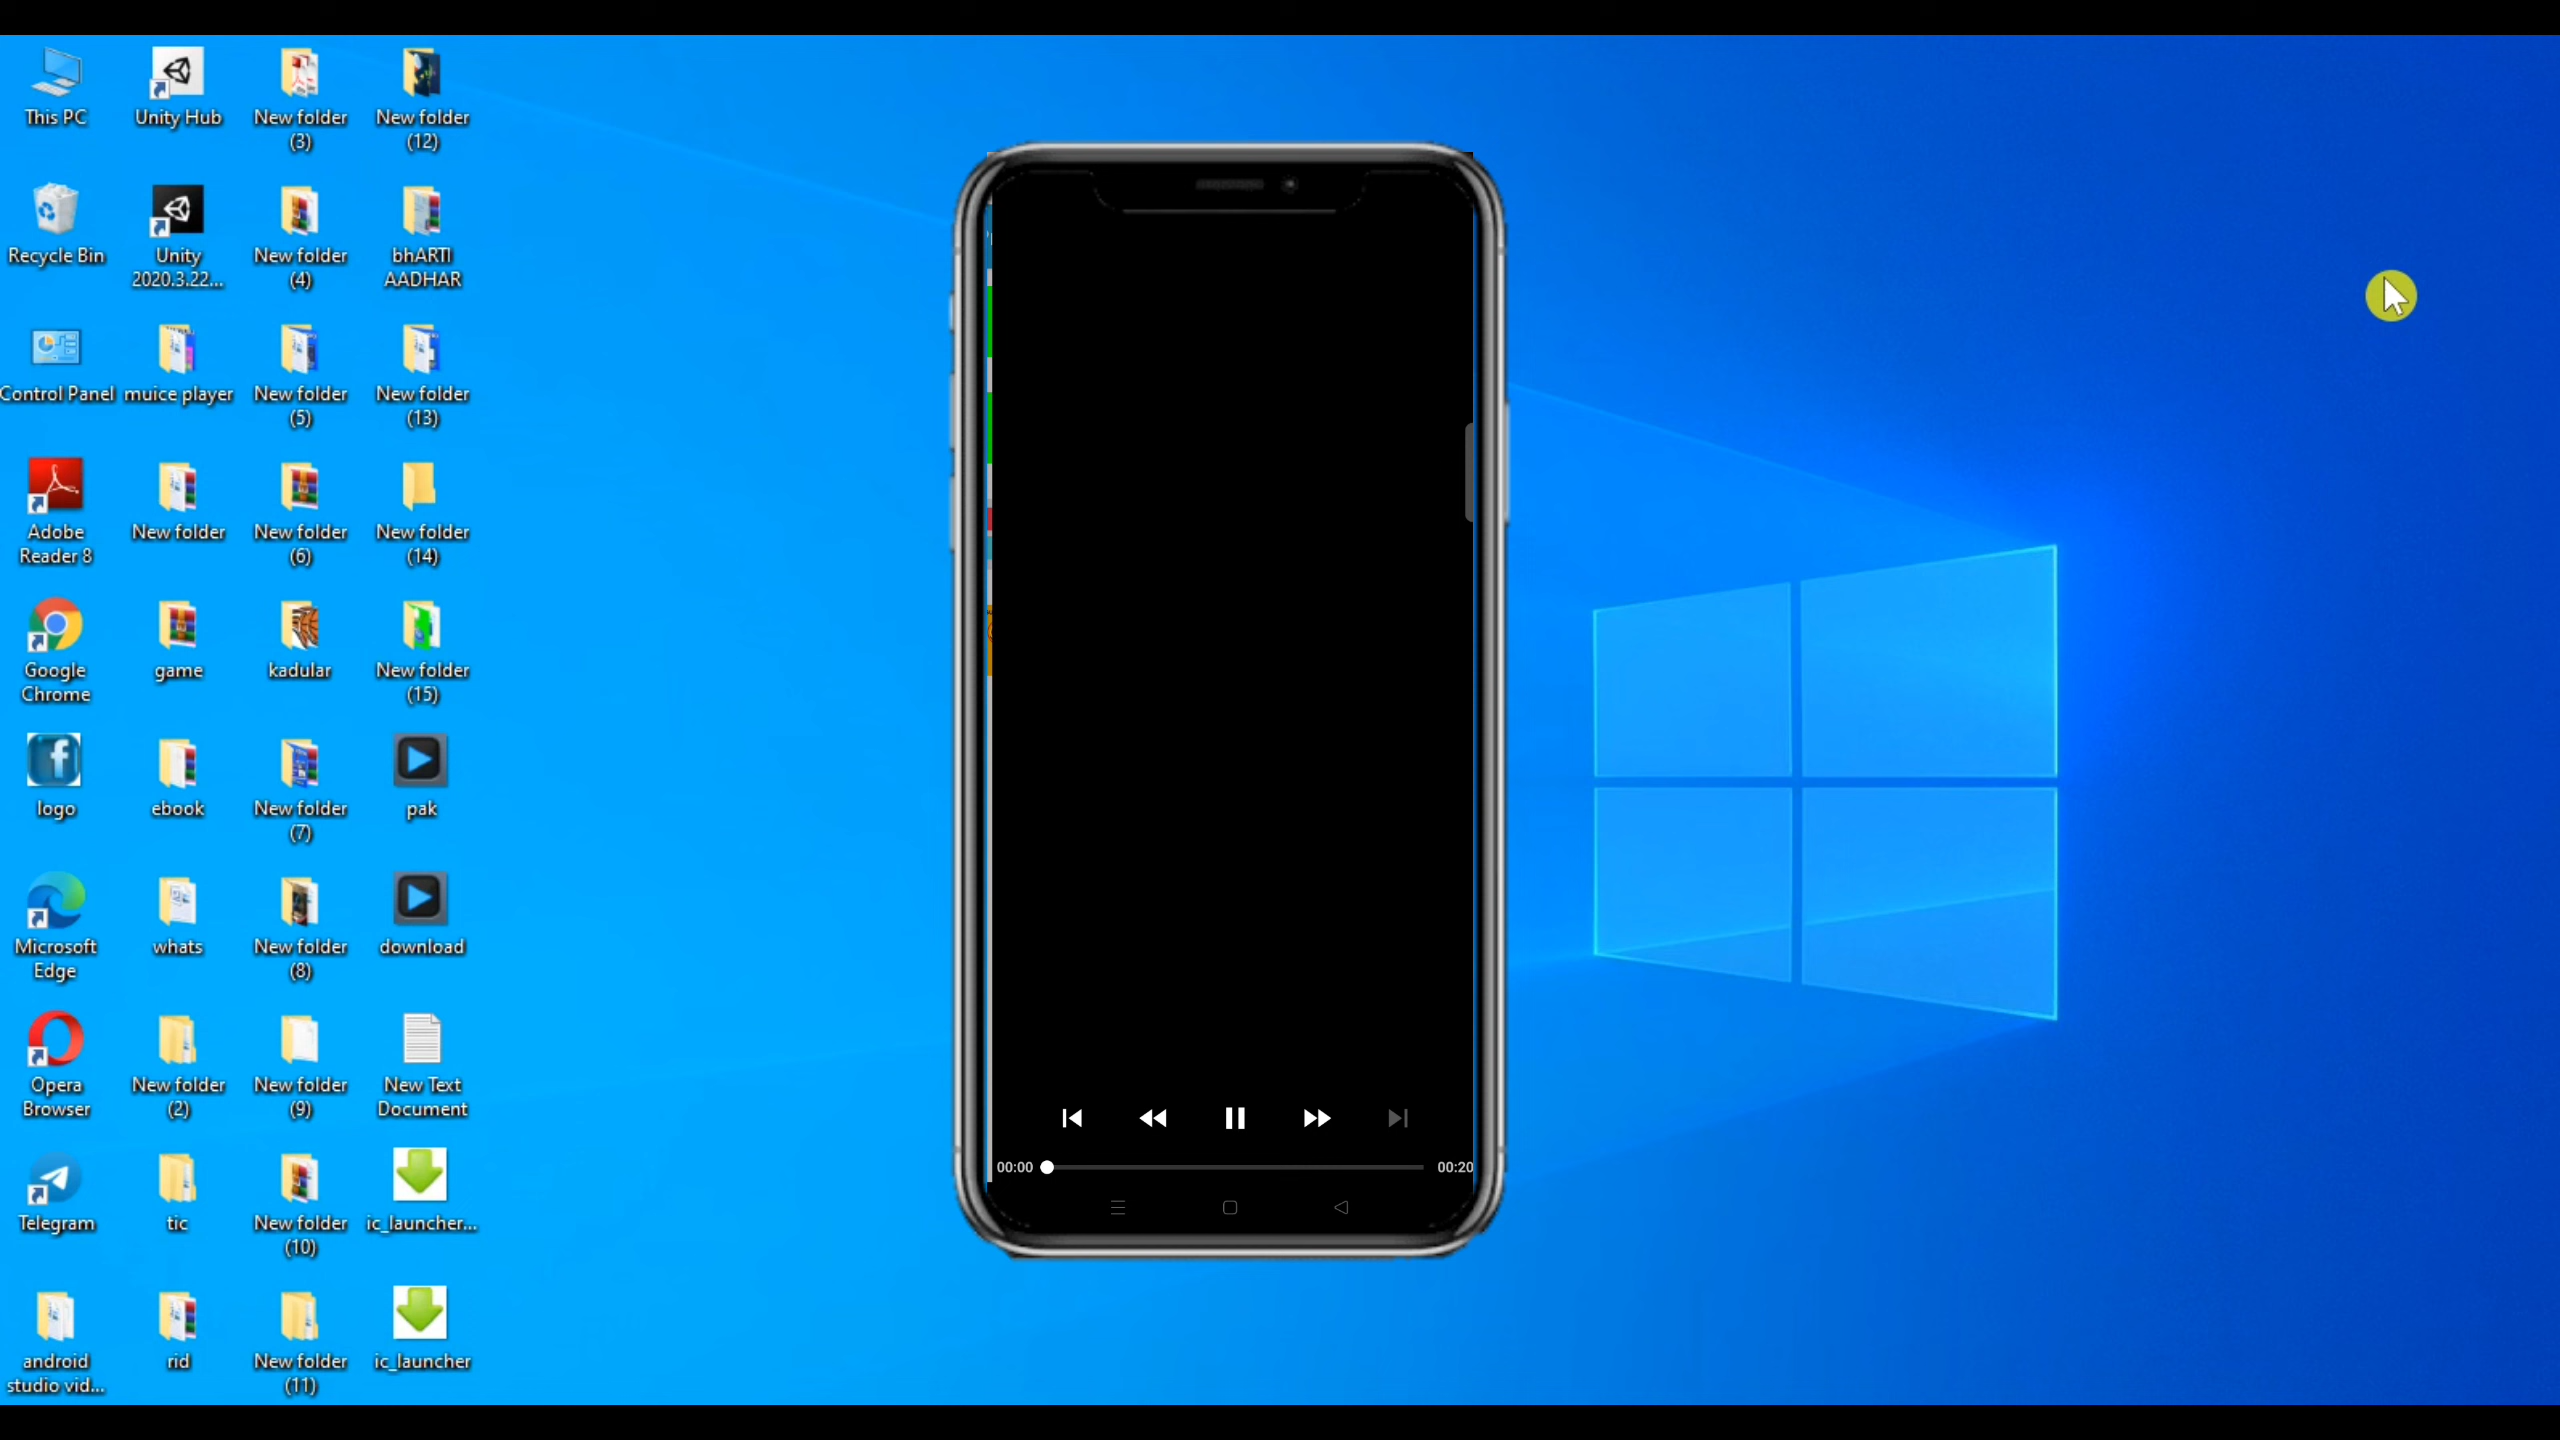 This PC
Unity Hub
New folder
(3)
New folder
(12)
Recycle Bin
Unity
2020.3.22...
New folder
(4)
bhARTI
AADHAR
Control Panel
muice player
New folder
(5)
New folder
(13)
Adobe
Reader 8
New folder
New folder
(6)
New folder
(14)
Google
Chrome
game
kadular
New folder
(15)
logo
ebook
New folder
(7)
pak
Microsoft
Edge
whats
New folder
(8)
download
Opera
Browser
New folder
(2)
New folder
(9)
New Text
Document
Telegram
tic
New folder
(10)
ic_launcher...
android
studio vid...
rid
New folder
(11)
ic_launcher
00:00
00:20